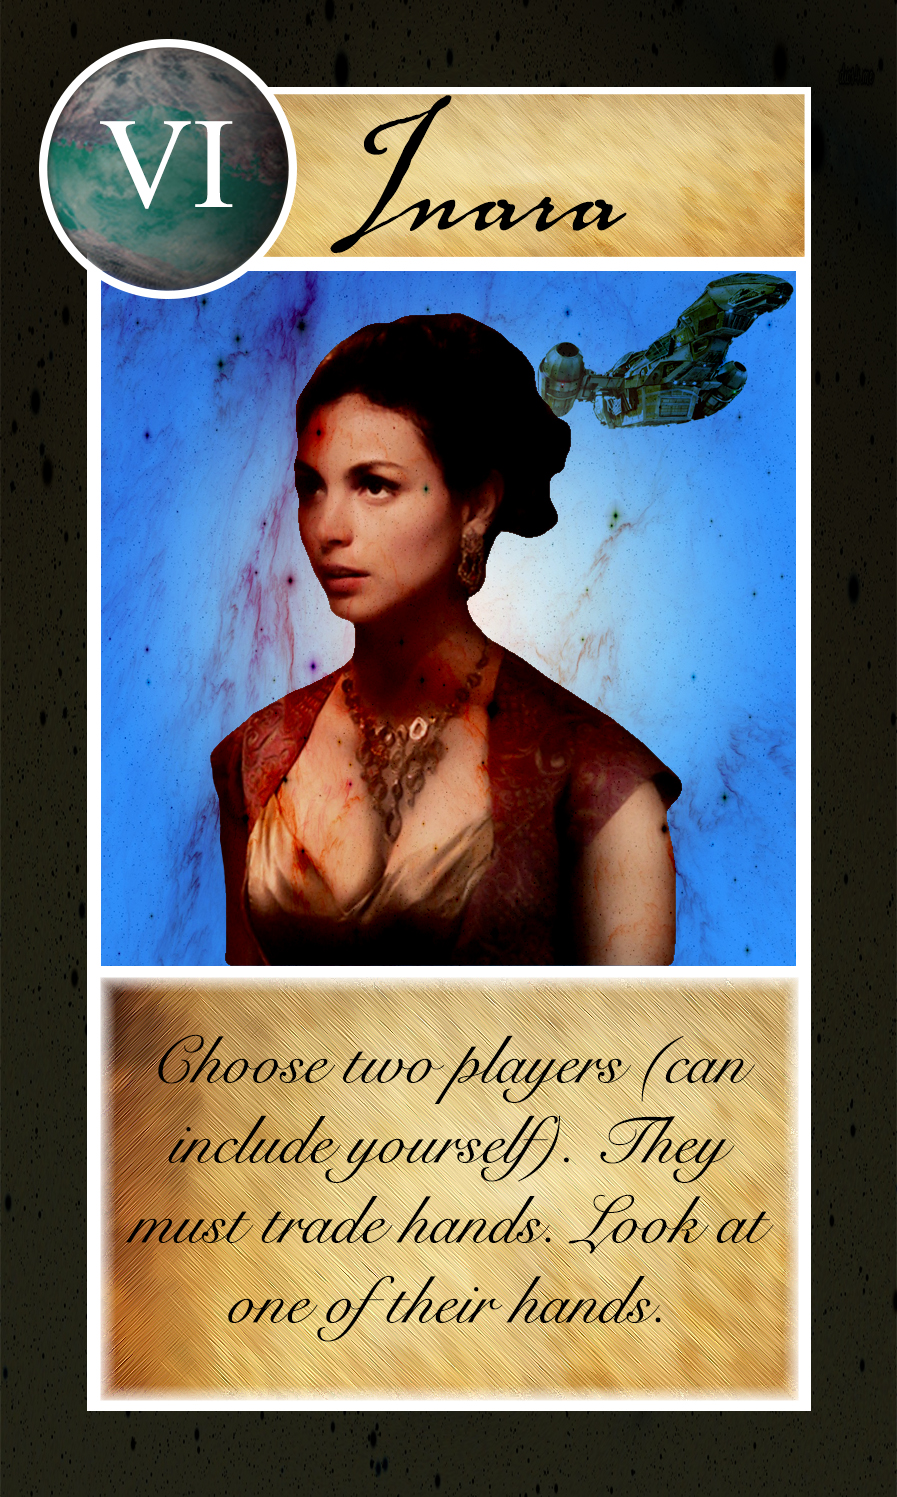 VI
Inara
Choose two players (can
include yourself). They
must trade hands. Look at
one of their hands.